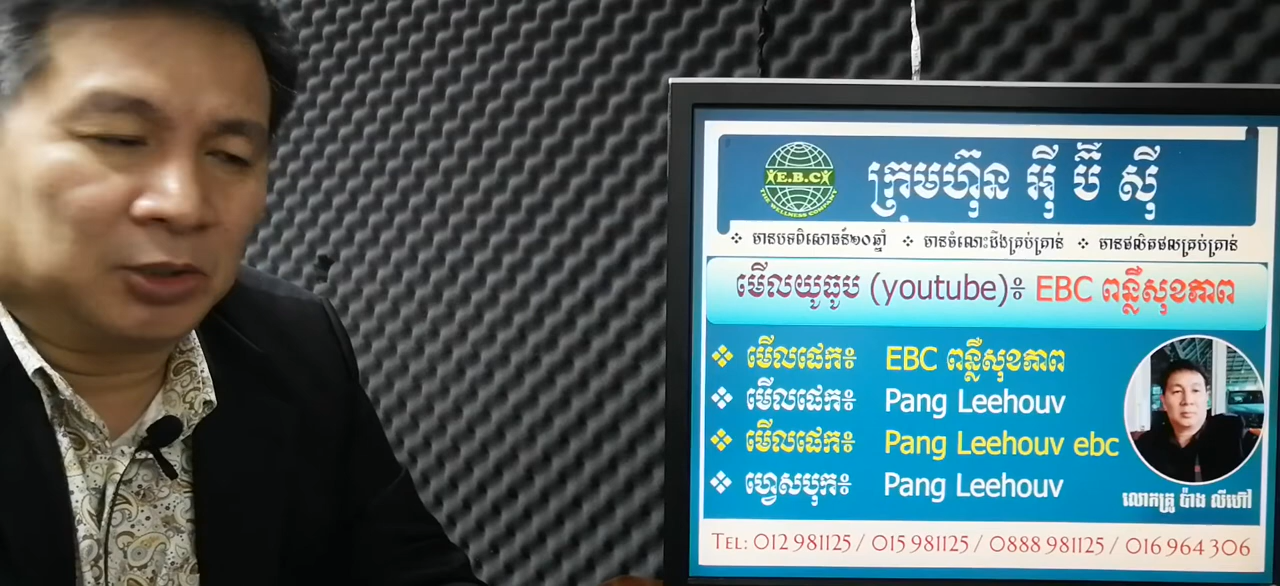 E.B.C
THE WELLNESS COMPANY
ក្រុមហ៊ុន អ៊ី ប៊ី ស៊ី
❖ មានបទពិសោធន៍២០ឆ្នាំ ❖ មានចំណេះដឹងគ្រប់គ្រាន់ ❖ មានផលិតផលគ្រប់គ្រាន់
មើលយូធូប (youtube)៖ EBC ពន្លឺសុខភាព
❖ មើលផេក៖ EBC ពន្លឺសុខភាព
❖ មើលផេក៖ Pang Leehouv
❖ មើលផេក៖ Pang Leehouv ebc
❖ ហ្វេសបុក៖ Pang Leehouv
លោកគ្រូ ប៉ាង លីហ៊ៅ
TEL: 012 981125 / 015 981125 / 0888 981125 / 016 964 306